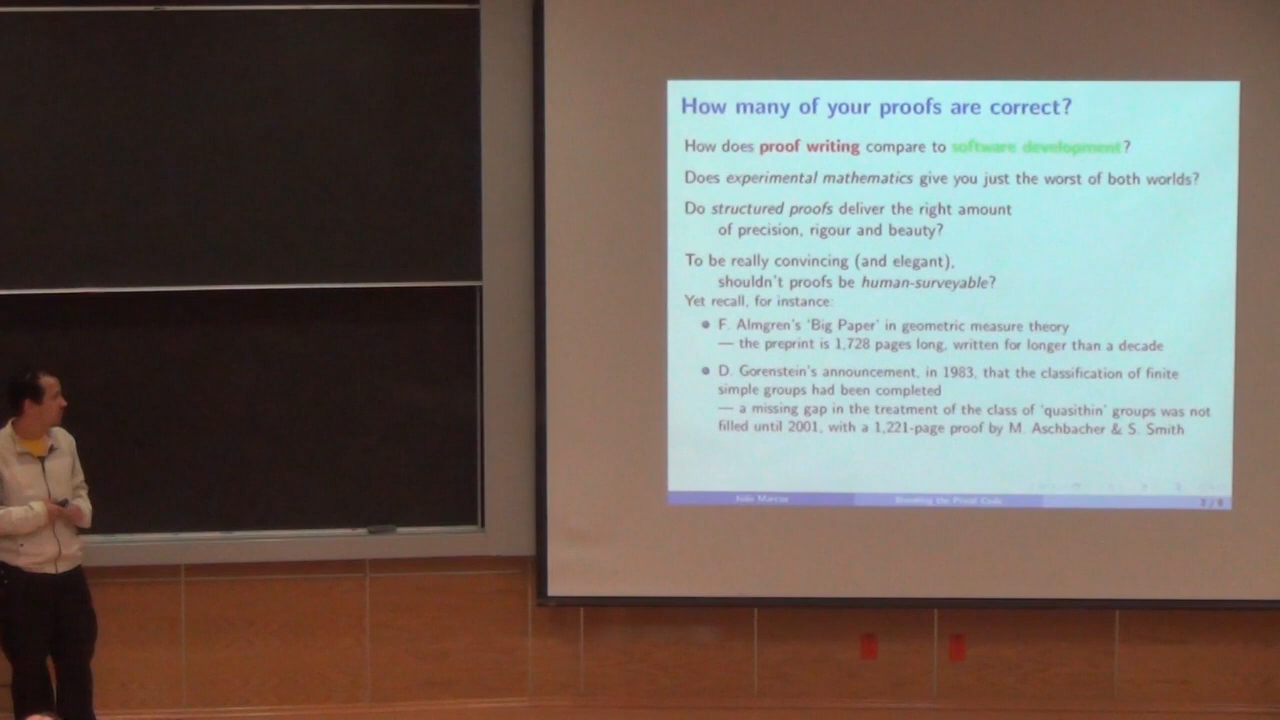 How many of your proofs are correct?
How does proof writing compare to software development?
Does experimental mathematics give you just the worst of both worlds?
Do structured proofs deliver the right amount
of precision, rigour and beauty?
To be really convincing (and elegant),
shouldn't proofs be human-surveyable?
Yet recall, for instance:
F. Almgren's 'Big Paper' in geometric measure theory
— the preprint is 1,728 pages long, written for longer than a decade
D. Gorenstein's announcement, in 1983, that the classification of finite
simple groups had been completed
— a missing gap in the treatment of the class of 'quasithin' groups was not
filled until 2001, with a 1,221-page proof by M. Aschbacher & S. Smith
Marcos
the Proof Code
/ 8